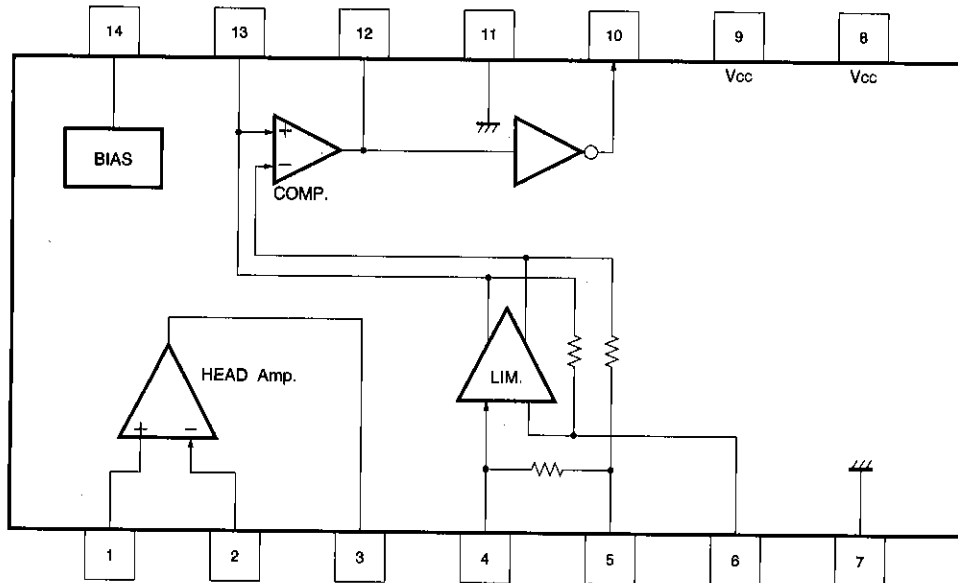 14 13 12 11 10 9 8
Vcc Vcc
+
BIAS
−
COMP.
LIM.
HEAD Amp.
+ −
1 2 3 4 5 6 7